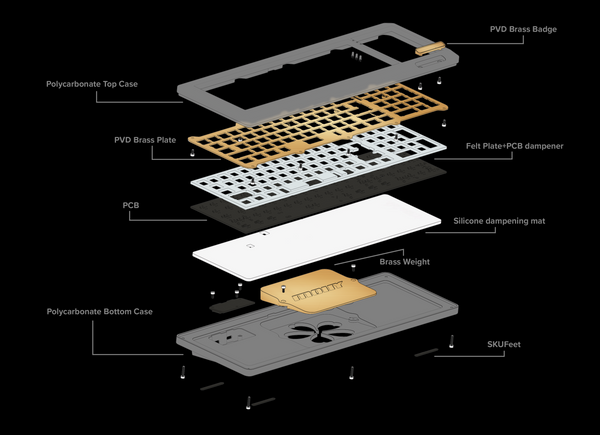 PVD Brass Badge
Polycarbonate Top Case
PVD Brass Plate
Felt Plate+PCB dampener
PCB
Silicone dampening mat
Brass Weight
Polycarbonate Bottom Case
SKUFeet